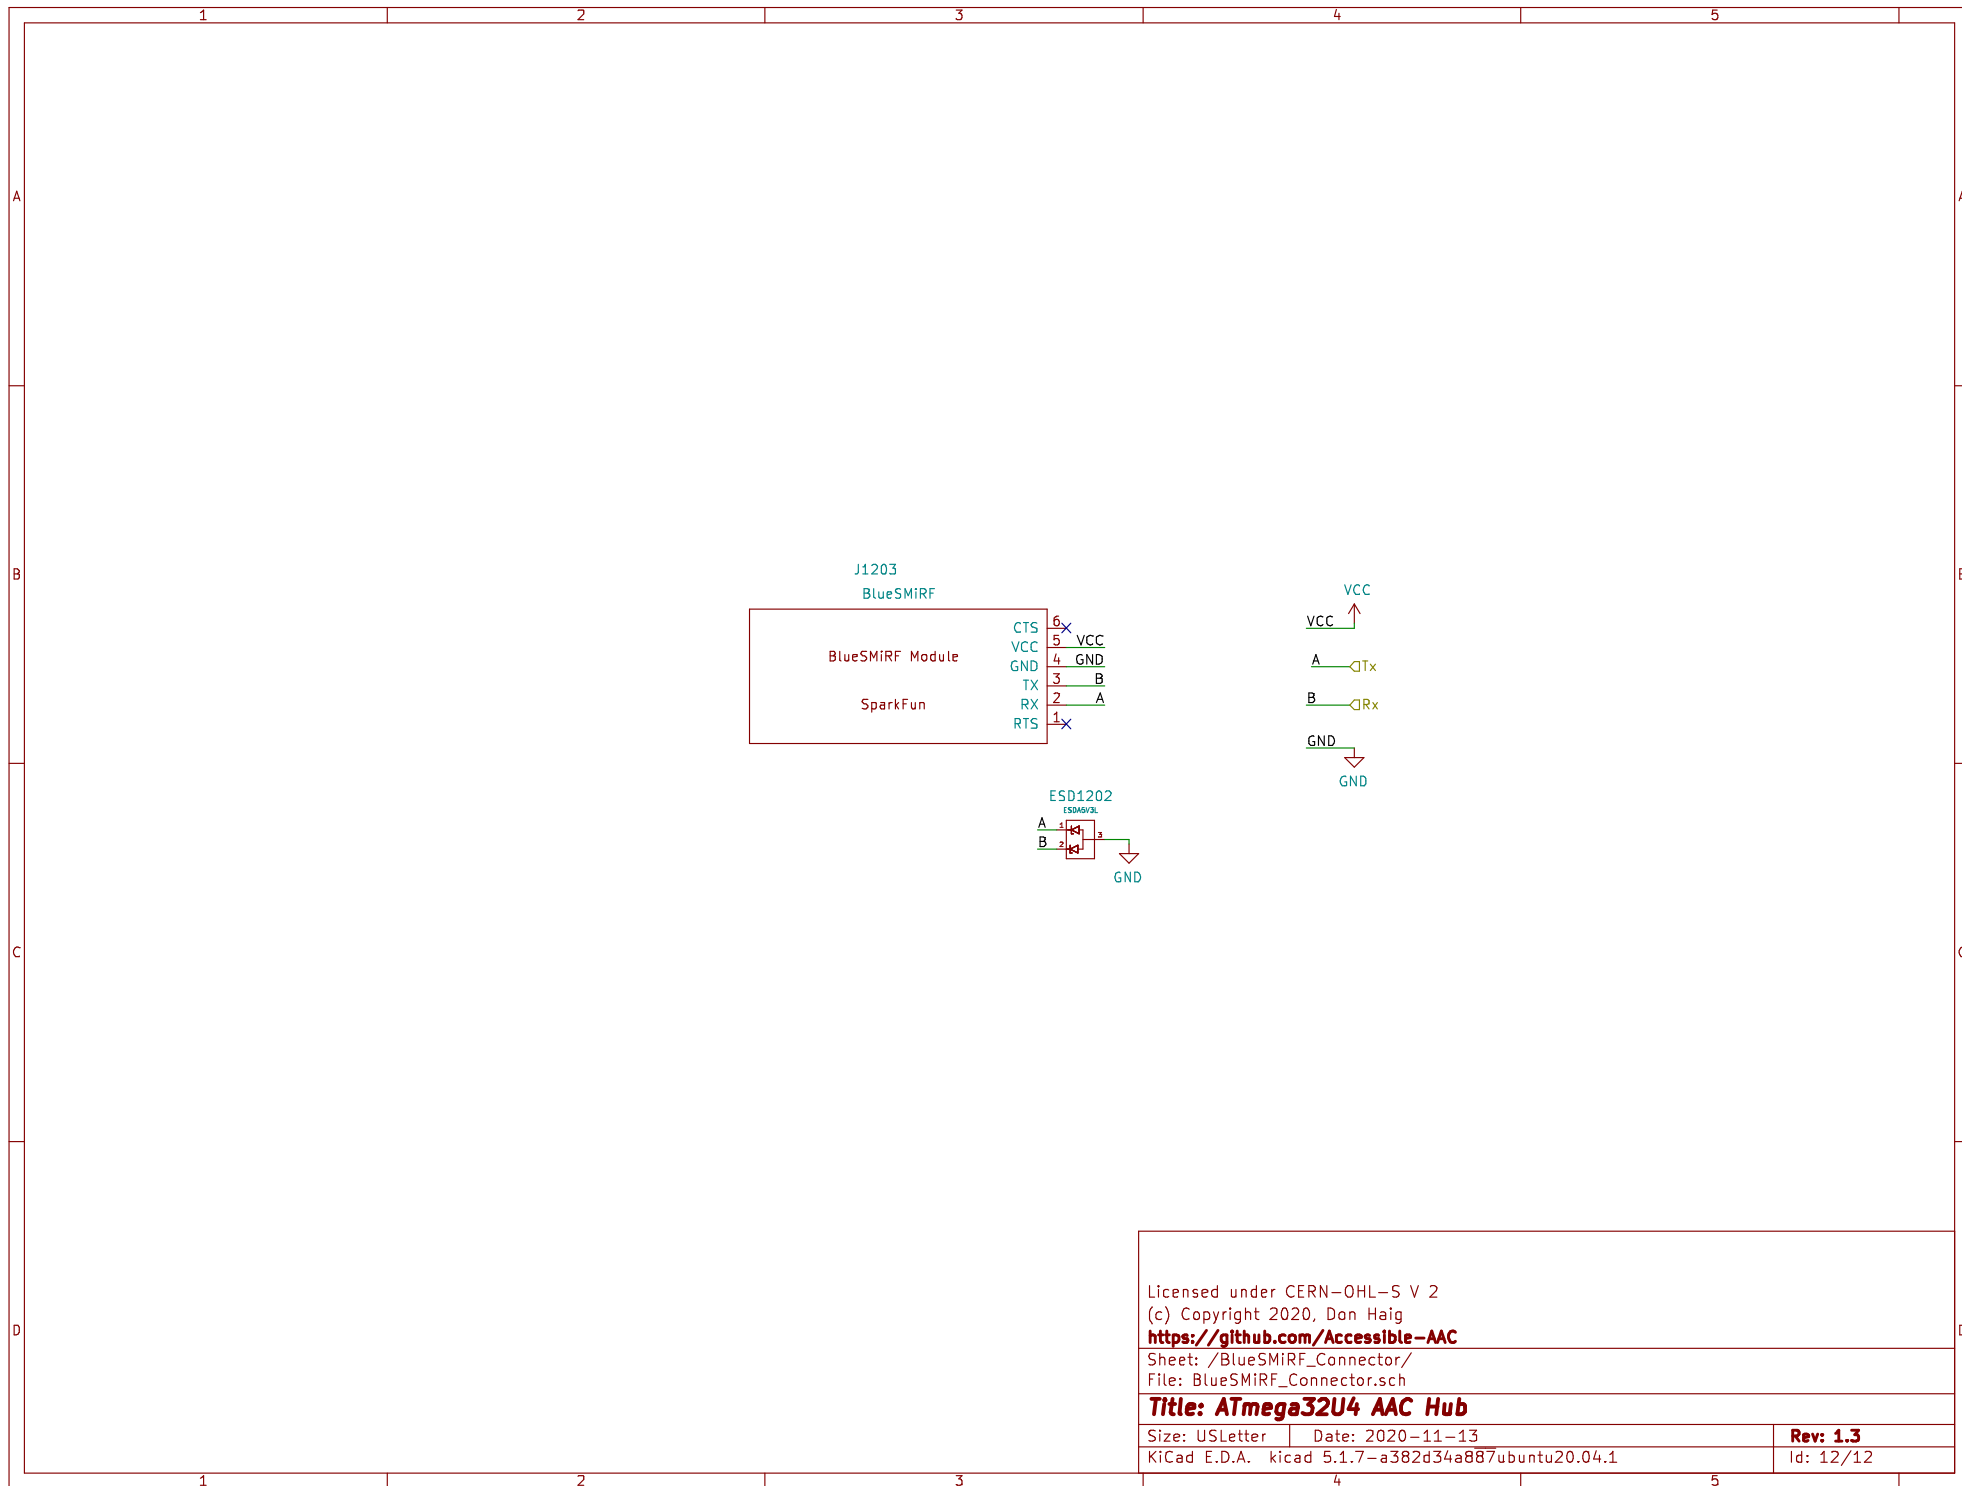 1 2 3 4 5
A A
B B
C C
D D
J1203
BlueSMiRF
BlueSMiRF Module
SparkFun
CTS 6
VCC 5 VCC
GND 4 GND
TX 3 B
RX 2 A
RTS 1
VCC
VCC
A Tx
B Rx
GND
GND
ESD1202
ESDA6V3L
A 1
B 2
3
GND
Licensed under CERN-OHL-S V 2
(c) Copyright 2020, Don Haig
https://github.com/Accessible-AAC
Sheet: /BlueSMiRF_Connector/
File: BlueSMiRF_Connector.sch
Title: ATmega32U4 AAC Hub
Size: USLetter Date: 2020-11-13 Rev: 1.3
KiCad E.D.A. kicad 5.1.7-a382d34a887ubuntu20.04.1 Id: 12/12
1 2 3 4 5